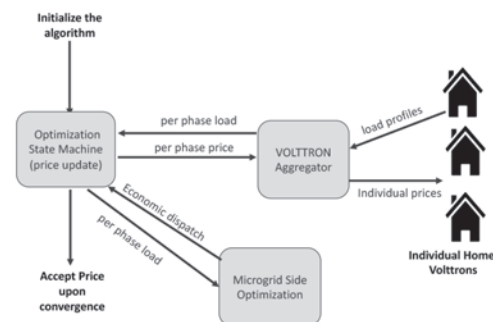 Initialize the
algorithm
Optimization
State Machine
(price update)
per phase load
per phase price
VOLTTRON
Aggregator
load profiles
Individual prices
Individual Home
Volttrons
Economic dispatch
per phase load
Microgrid Side
Optimization
Accept Price
upon
convergence